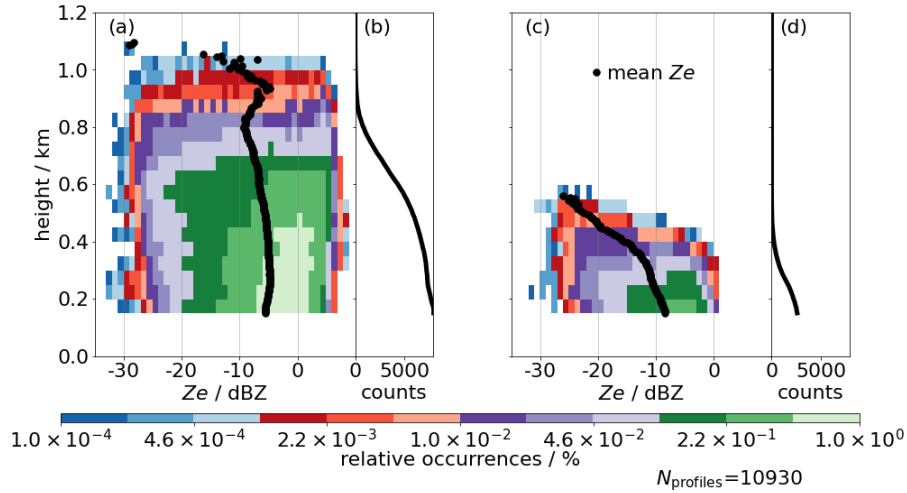 (a) (b) (c) (d)
mean Ze
height / km
1.2
1.0
0.8
0.6
0.4
0.2
0.0
-30 -20 -10 0 0 5000 -30 -20 -10 0 0 5000
Ze / dBZ counts Ze / dBZ counts
1.0 × 10⁻⁴ 4.6 × 10⁻⁴ 2.2 × 10⁻³ 1.0 × 10⁻² 4.6 × 10⁻² 2.2 × 10⁻¹ 1.0 × 10⁰
relative occurrences / %
N_profiles=10930